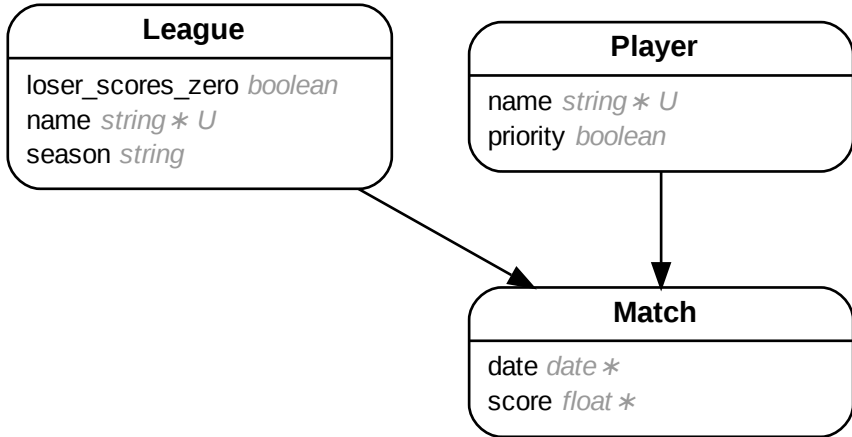 League
loser_scores_zero boolean
name string ∗ U
season string
Player
name string ∗ U
priority boolean
Match
date date ∗
score float ∗